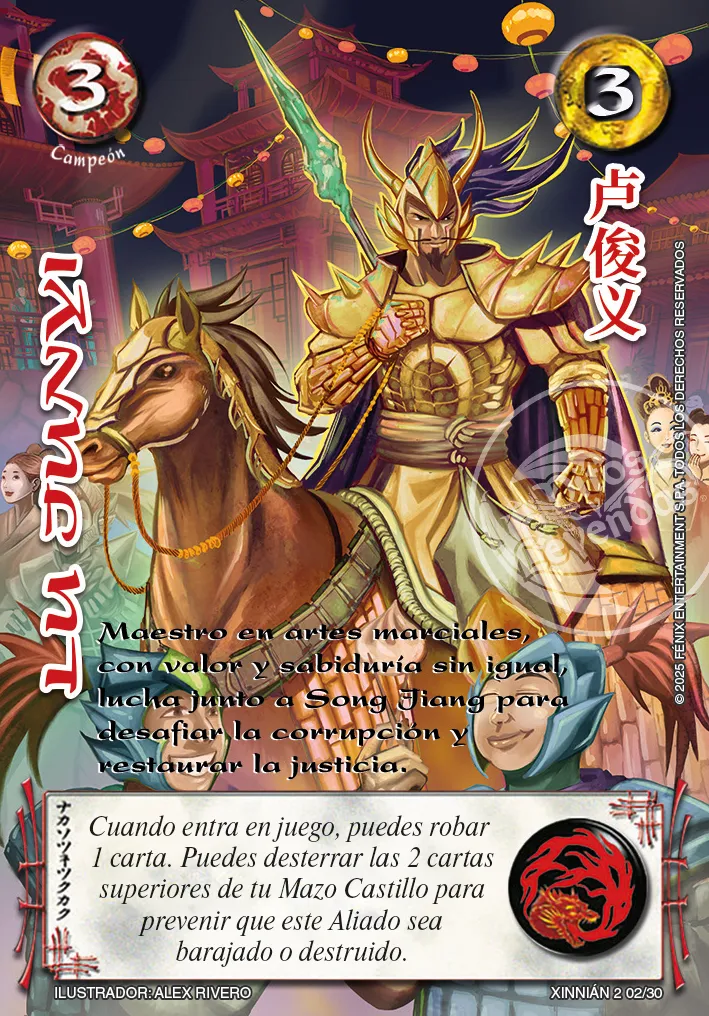 3
Campeón
3
卢俊义
Lu Junyi
© 2025 FÉNIX ENTERTAINMENT SPA. TODOS LOS DERECHOS RESERVADOS
Maestro en artes marciales,
con valor y sabiduría sin igual,
lucha junto a Song Jiang para
desafiar la corrupción y
restaurar la justicia.
Cuando entra en juego, puedes robar
1 carta. Puedes desterrar las 2 cartas
superiores de tu Mazo Castillo para
prevenir que este Aliado sea
barajado o destruido.
ILUSTRADOR: ALEX RIVERO
XINNIÁN 2 02/30